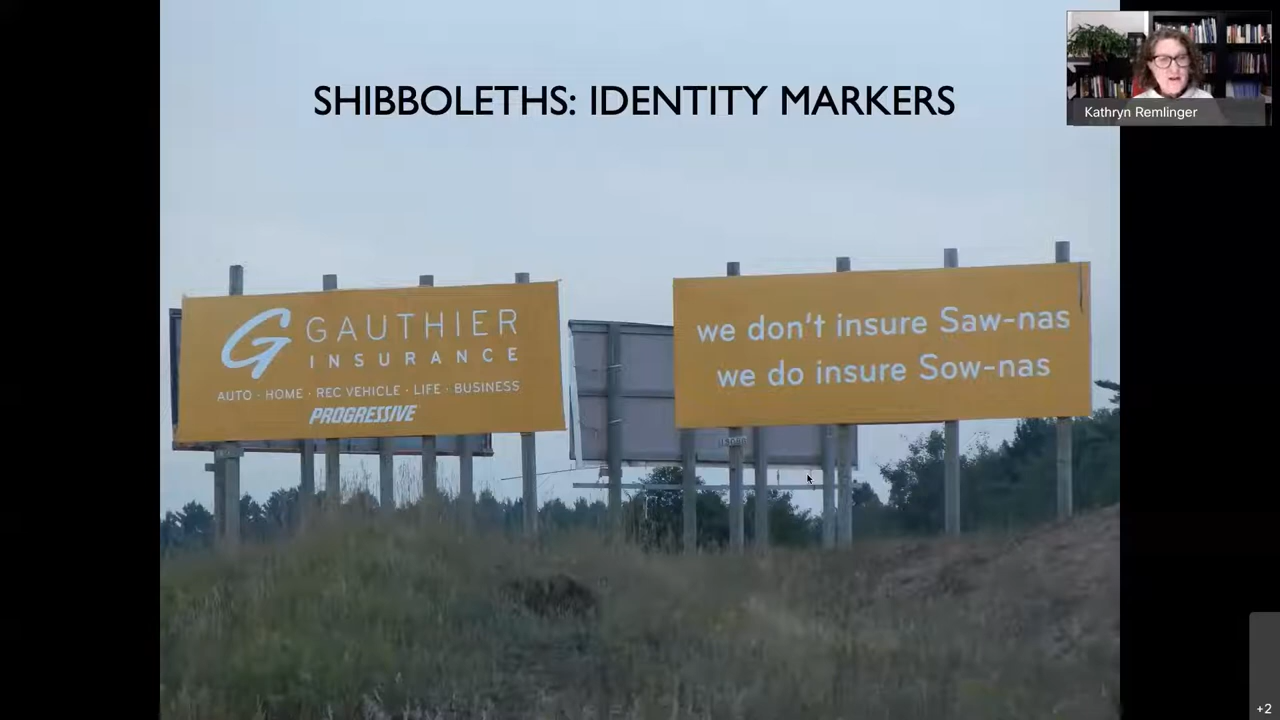 SHIBBOLETHS: IDENTITY MARKERS
Kathryn Remlinger
G GAUTHIER
INSURANCE
AUTO · HOME · REC VEHICLE · LIFE · BUSINESS
PROGRESSIVE
we don't insure Saw-nas
we do insure Sow-nas
+2